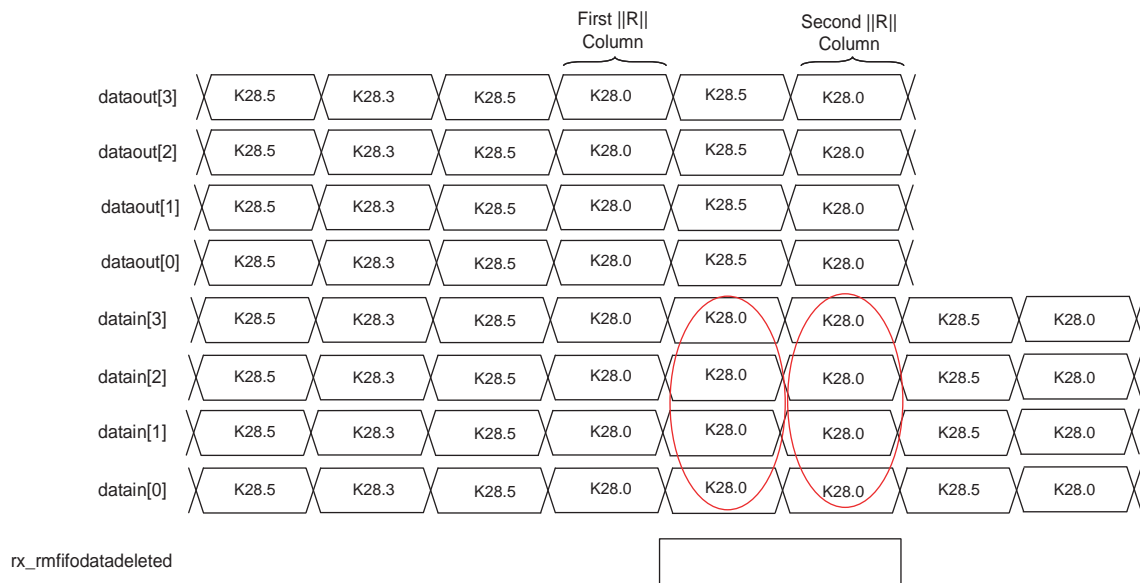 First ||R||
Column
Second ||R||
Column
dataout[3] K28.5 K28.3 K28.5 K28.0 K28.5 K28.0
dataout[2] K28.5 K28.3 K28.5 K28.0 K28.5 K28.0
dataout[1] K28.5 K28.3 K28.5 K28.0 K28.5 K28.0
dataout[0] K28.5 K28.3 K28.5 K28.0 K28.5 K28.0
datain[3] K28.5 K28.3 K28.5 K28.0 K28.0 K28.0 K28.5 K28.0
datain[2] K28.5 K28.3 K28.5 K28.0 K28.0 K28.0 K28.5 K28.0
datain[1] K28.5 K28.3 K28.5 K28.0 K28.0 K28.0 K28.5 K28.0
datain[0] K28.5 K28.3 K28.5 K28.0 K28.0 K28.0 K28.5 K28.0
rx_rmfifodatadeleted